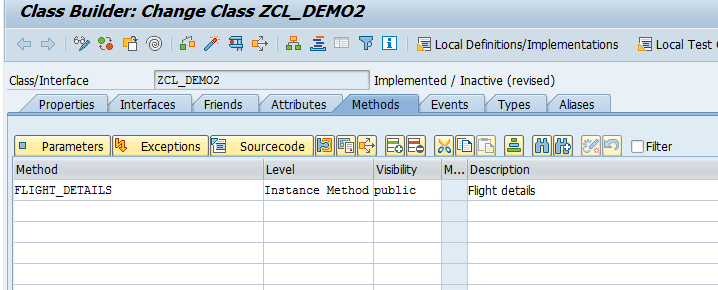 Class Builder: Change Class ZCL_DEMO2
Local Definitions/Implementations Local Test
Class/Interface ZCL_DEMO2 Implemented / Inactive (revised)
Properties Interfaces Friends Attributes Methods Events Types Aliases
Parameters Exceptions Sourcecode Filter
Method Level Visibility M... Description
FLIGHT_DETAILS Instance Method public Flight details